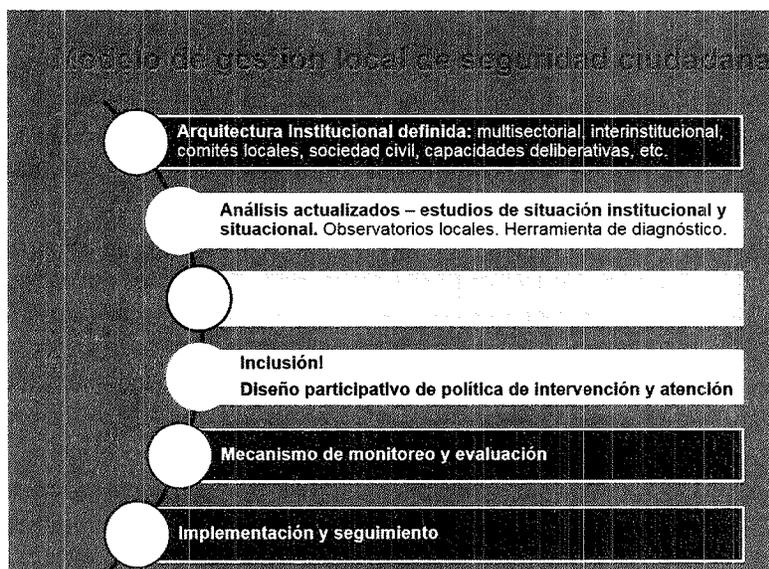 Modelo de gestión local de seguridad ciudadana
Arquitectura Institucional definida: multisectorial, interinstitucional,
comités locales, sociedad civil, capacidades deliberativas, etc.
Análisis actualizados – estudios de situación institucional y
situacional. Observatorios locales. Herramienta de diagnóstico.
Inclusión!
Diseño participativo de política de intervención y atención
Mecanismo de monitoreo y evaluación
Implementación y seguimiento